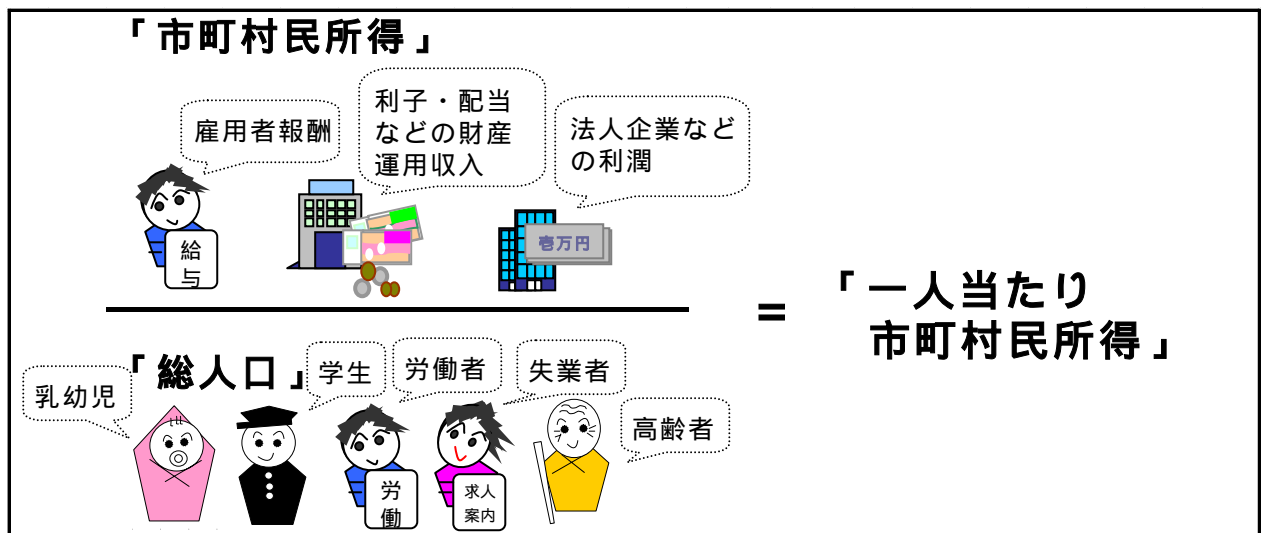 「市町村民所得」
雇用者報酬
利子・配当
などの財産
運用収入
法人企業など
の利潤
給
与
壱万円
=
「一人当たり
市町村民所得」
「総人口」
乳幼児
学生
労働者
失業者
高齢者
労
働
求人
案内